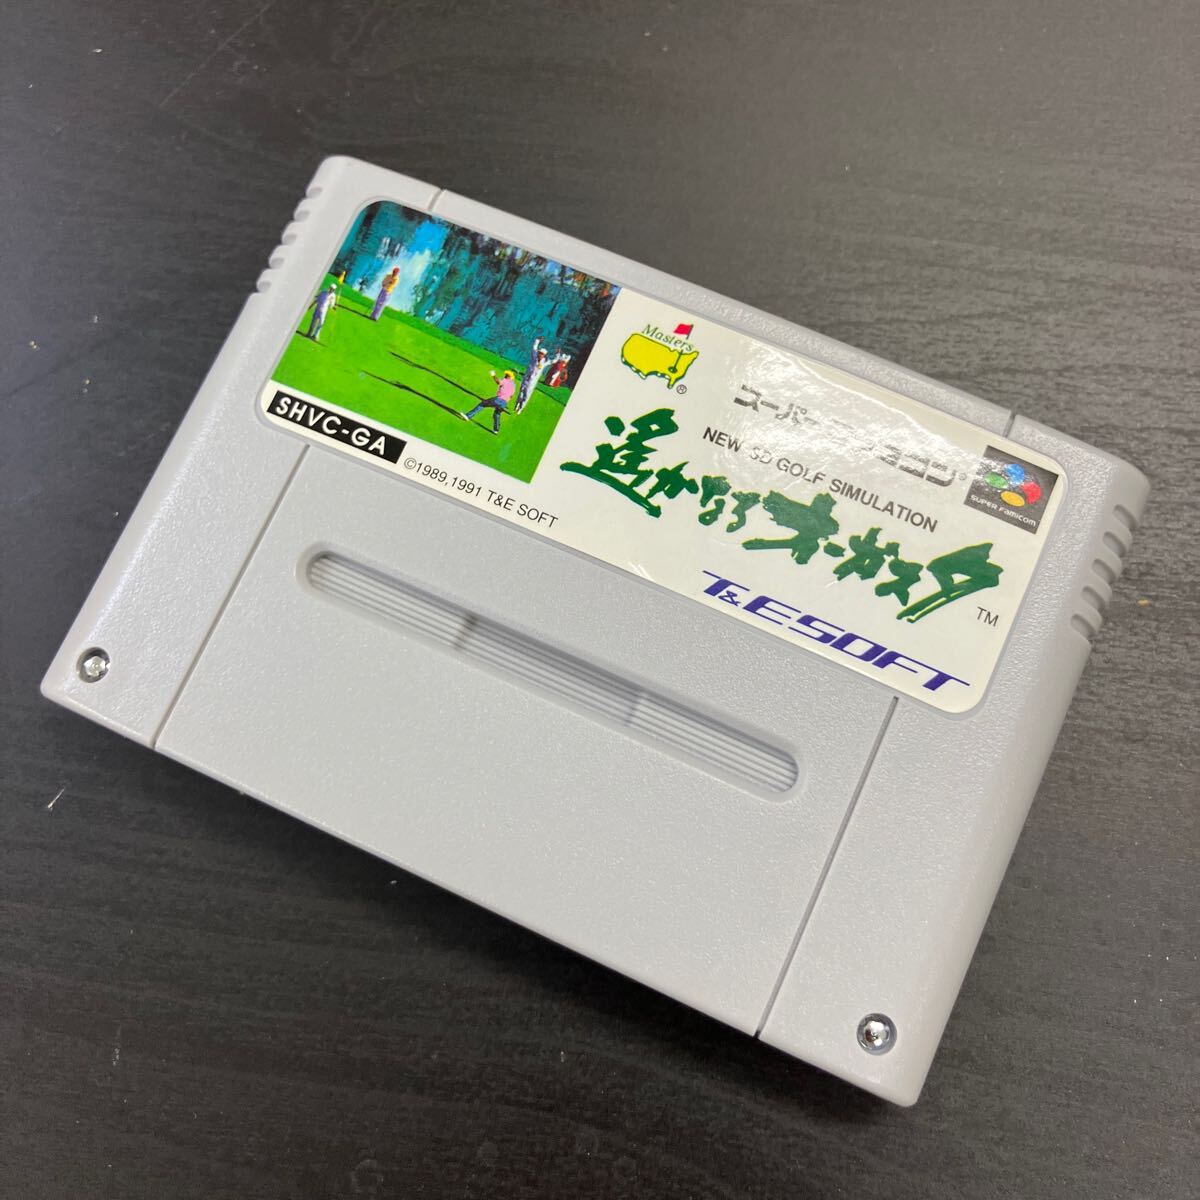 Masters
®
スーパーファミコン®
SUPER Famicom
NEW 3D GOLF SIMULATION
遙かなるオーガスタ
TM
T&E SOFT
SHVC-GA
©1989,1991 T&E SOFT